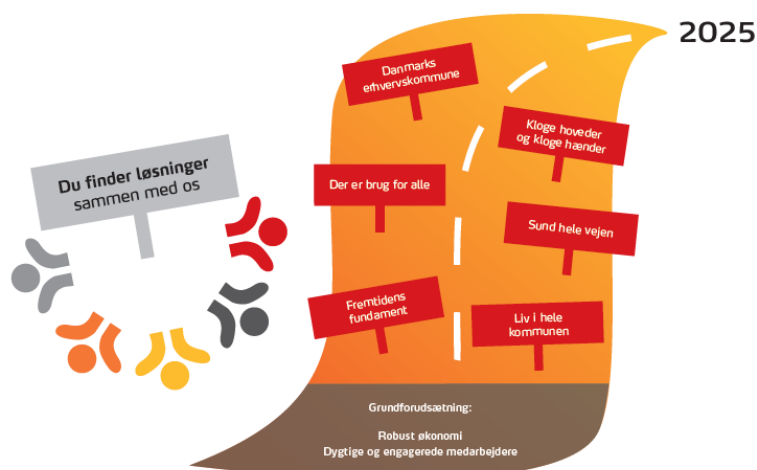 2025
Danmarks
erhvervskommune
Kloge hoveder
og kloge hænder
Du finder løsninger
sammen med os
Der er brug for alle
Sund hele vejen
Fremtidens
fundament
Liv i hele
kommunen
Grundforudsætning:
Robust økonomi
Dygtige og engagerede medarbejdere